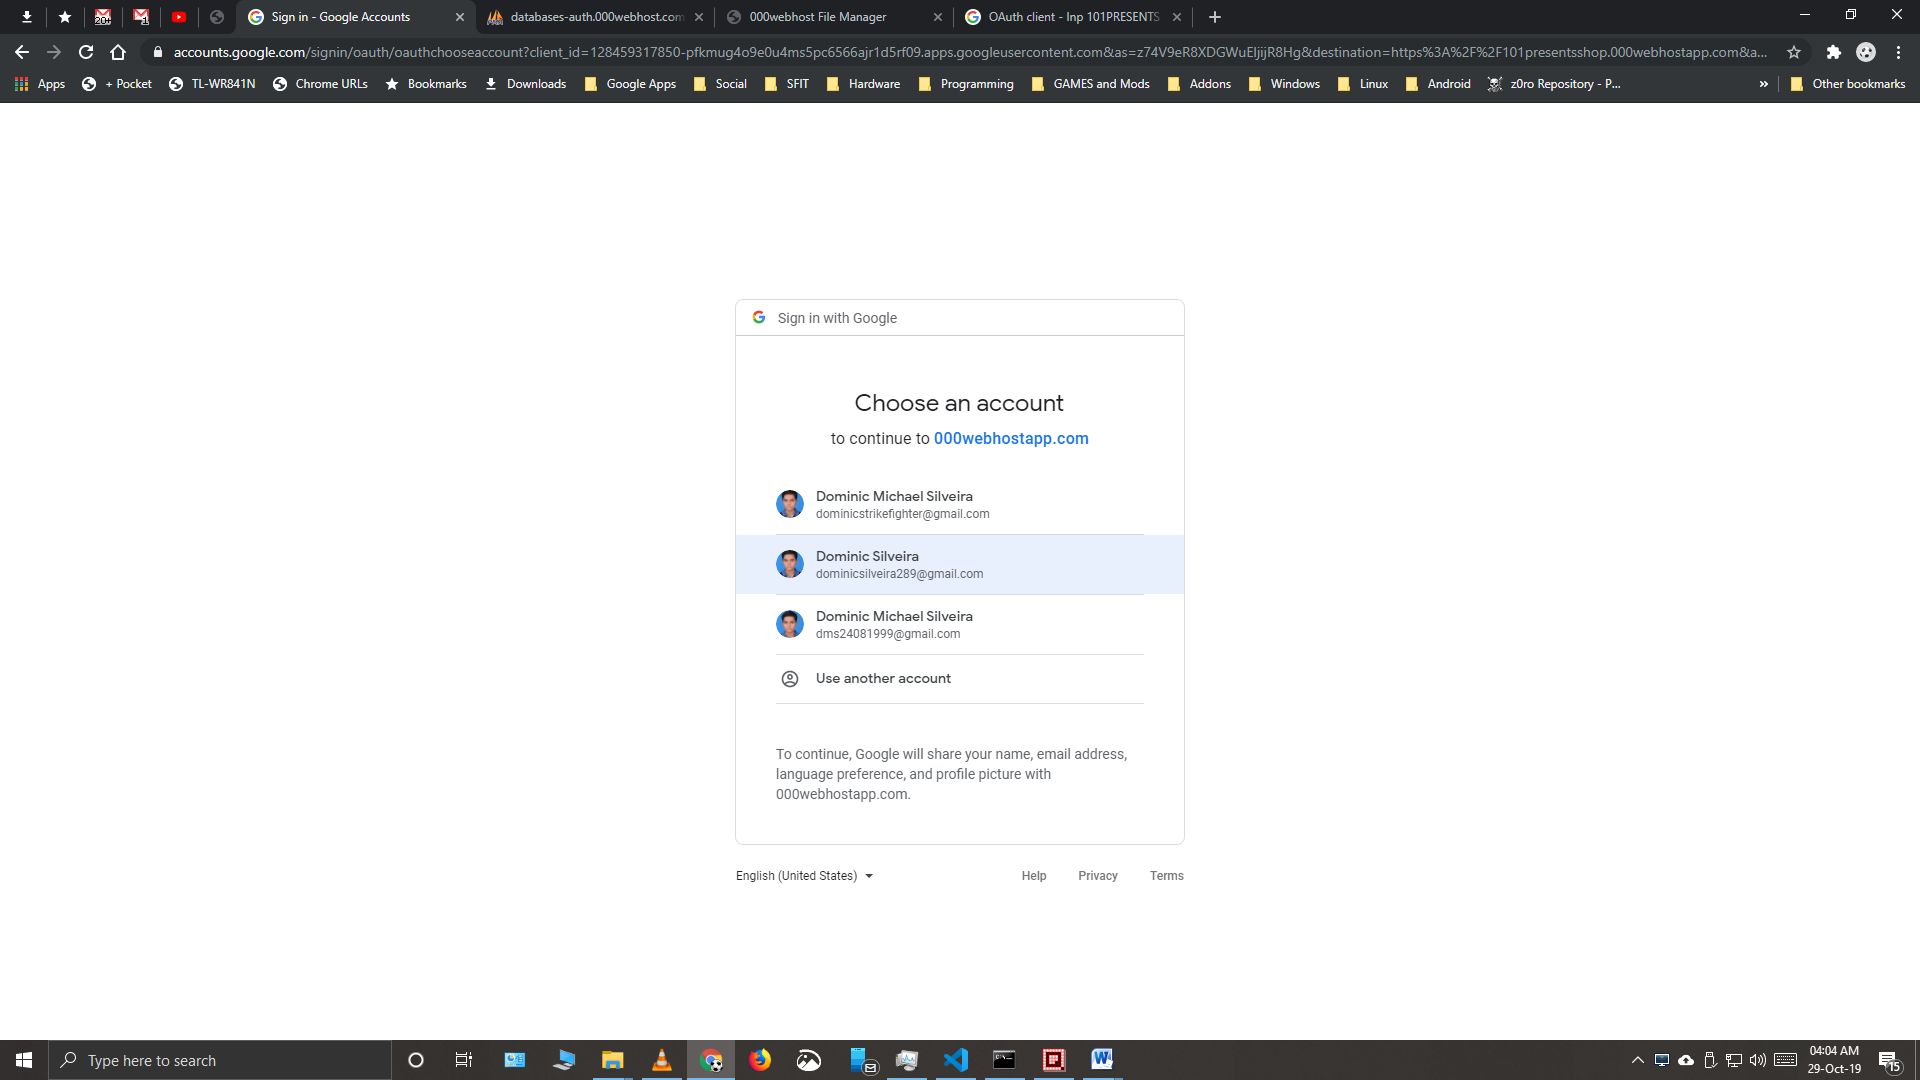 20+
1
Sign in - Google Accounts
databases-auth.000webhost.com
000webhost File Manager
OAuth client - Inp 101PRESENTS
accounts.google.com/signin/oauth/oauthchooseaccount?client_id=128459317850-pfkmug4o9e0u4ms5pc6566ajr1d5rf09.apps.googleusercontent.com&as=z74V9eR8XDGWuEIjijR8Hg&destination=https%3A%2F%2F101presentsshop.000webhostapp.com&a...
Apps + Pocket TL-WR841N Chrome URLs Bookmarks Downloads Google Apps Social SFIT Hardware Programming GAMES and Mods Addons Windows Linux Android z0ro Repository - P... » Other bookmarks
Sign in with Google
Choose an account
to continue to 000webhostapp.com
Dominic Michael Silveira
dominicstrikefighter@gmail.com
Dominic Silveira
dominicsilveira289@gmail.com
Dominic Michael Silveira
dms24081999@gmail.com
Use another account
To continue, Google will share your name, email address,
language preference, and profile picture with
000webhostapp.com.
English (United States) Help Privacy Terms
Type here to search
04:04 AM
29-Oct-19
15